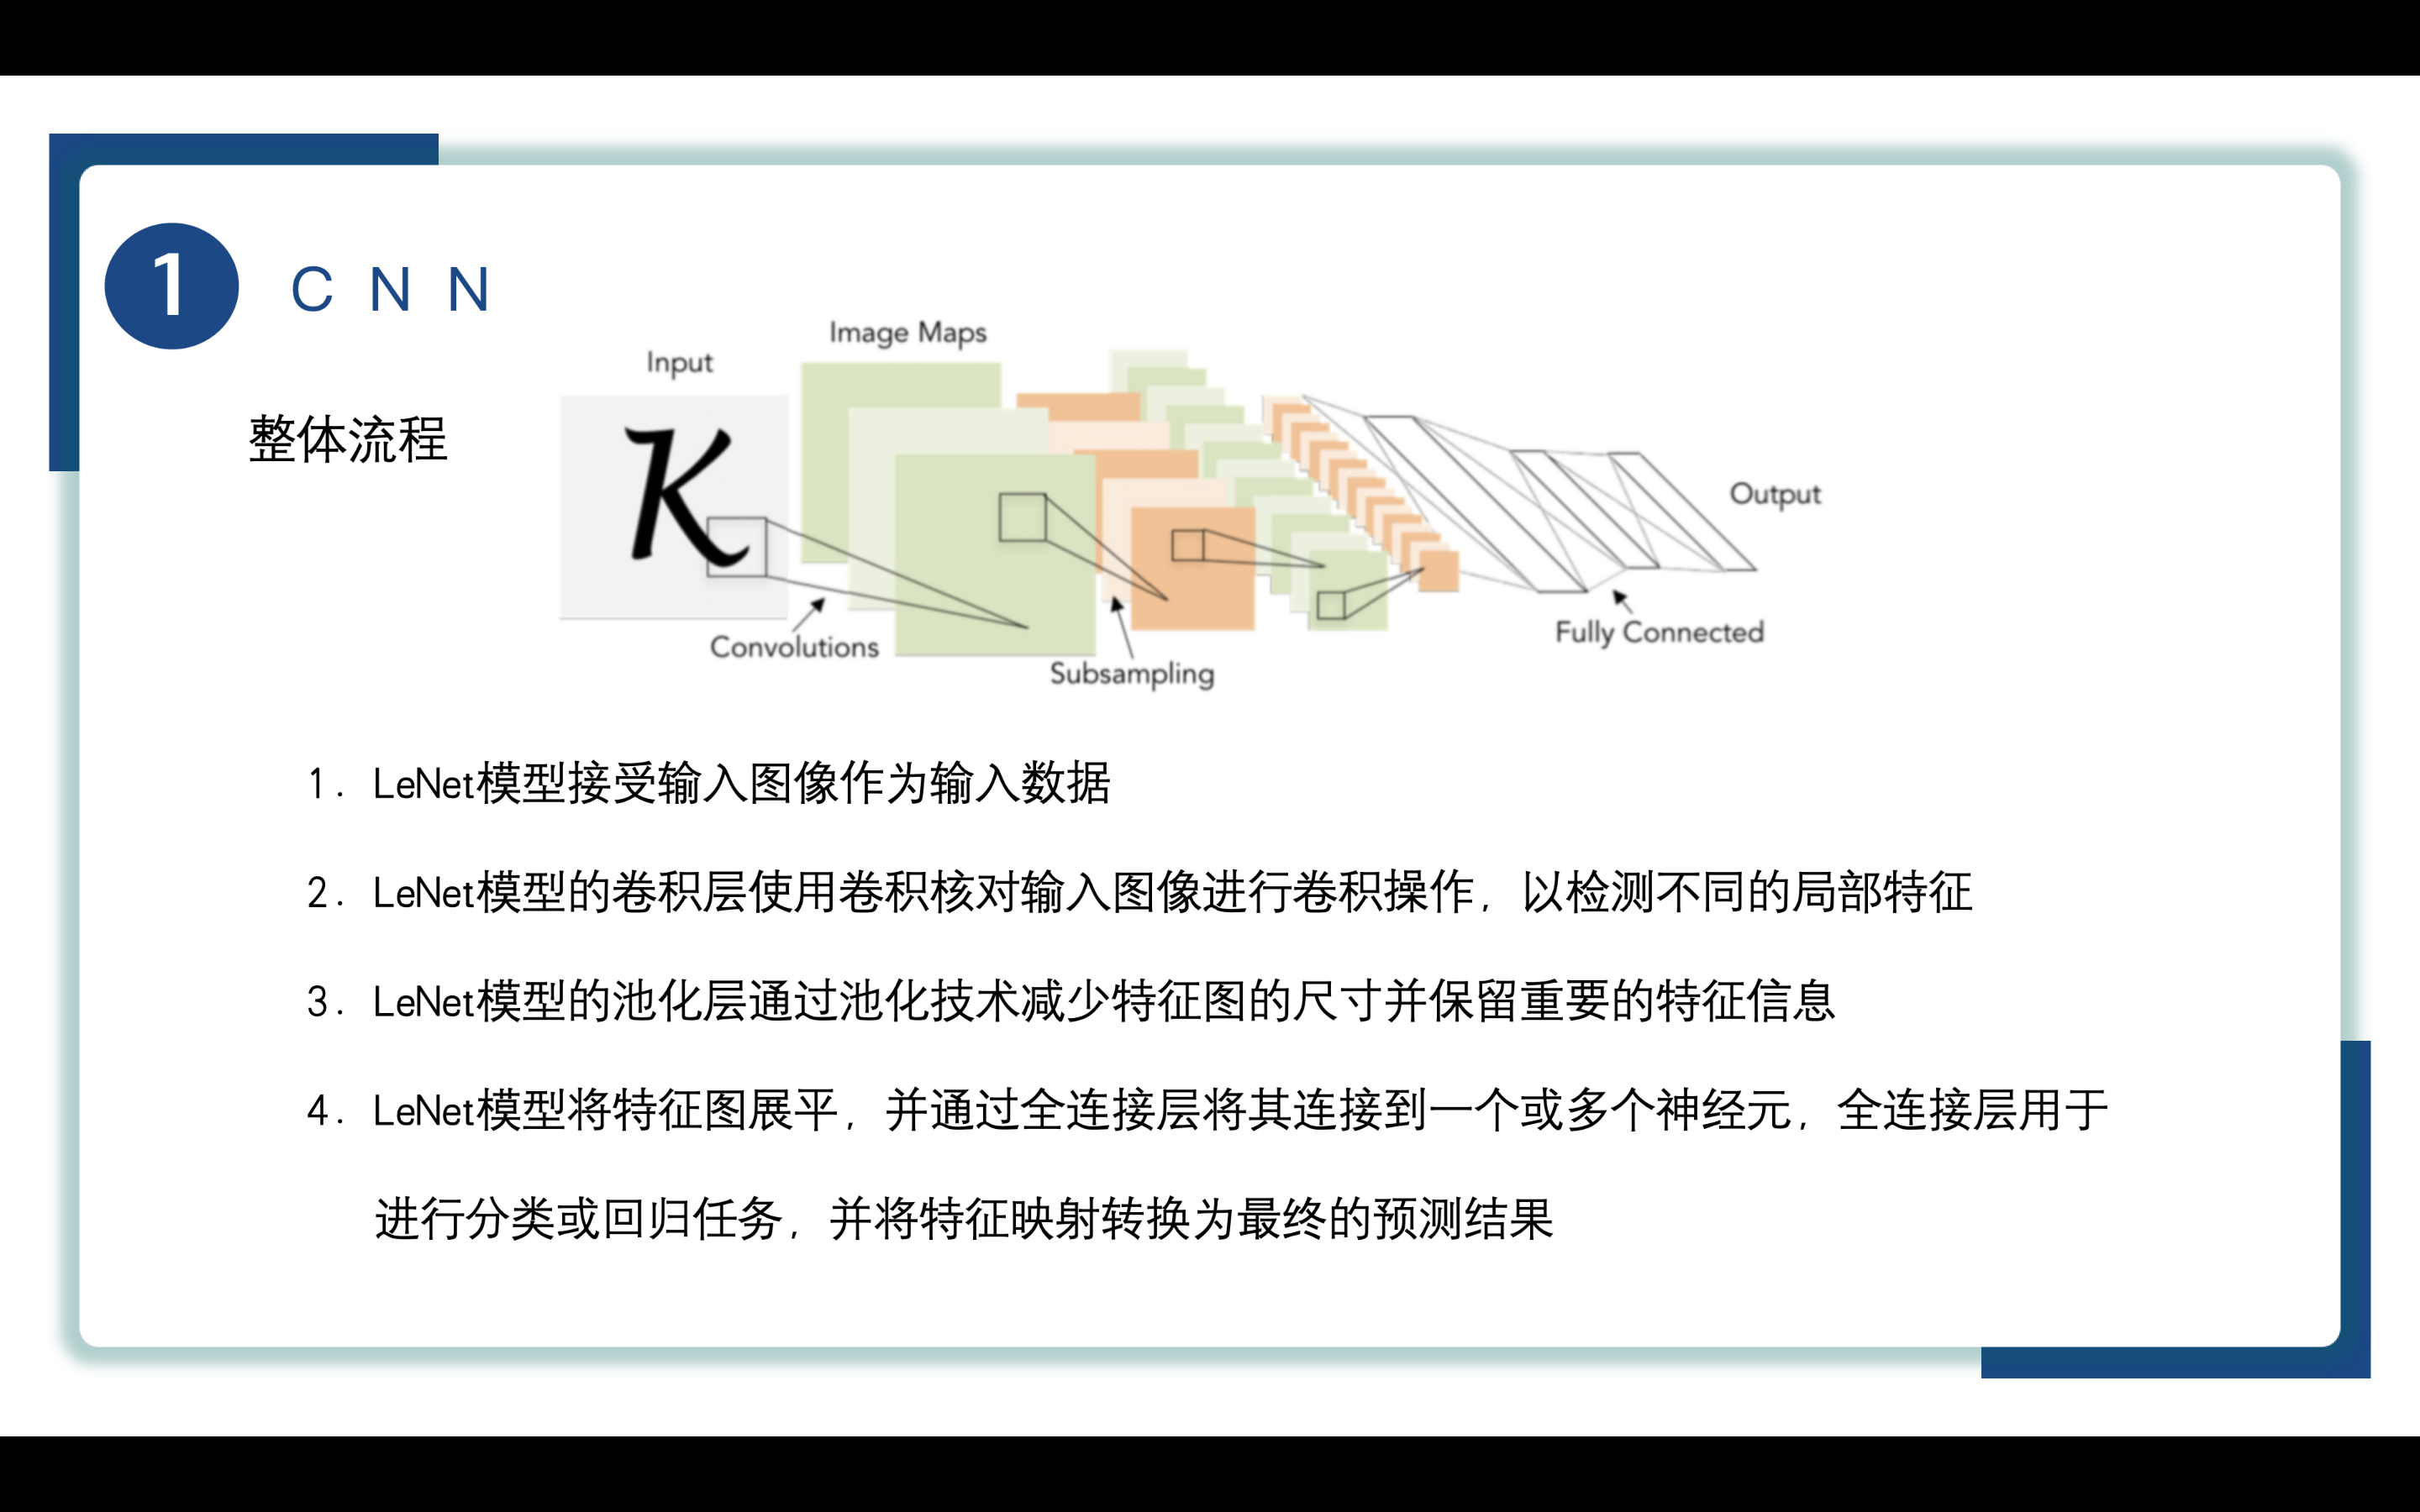 1 CNN
整体流程
Input
Image Maps
K
Convolutions
Subsampling
Output
Fully Connected
1. LeNet模型接受输入图像作为输入数据
2. LeNet模型的卷积层使用卷积核对输入图像进行卷积操作，以检测不同的局部特征
3. LeNet模型的池化层通过池化技术减少特征图的尺寸并保留重要的特征信息
4. LeNet模型将特征图展平，并通过全连接层将其连接到一个或多个神经元，全连接层用于
进行分类或回归任务，并将特征映射转换为最终的预测结果